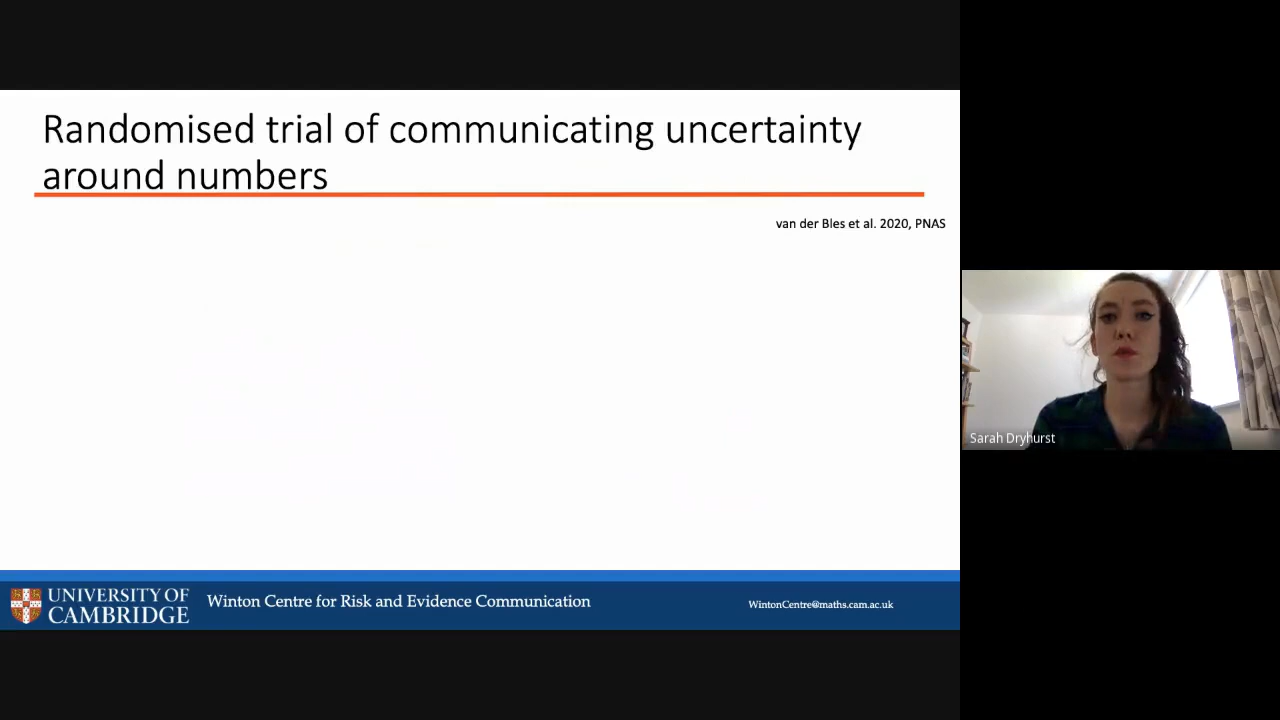 Randomised trial of communicating uncertainty
around numbers
van der Bles et al. 2020, PNAS
Sarah Dryhurst
UNIVERSITY OF
CAMBRIDGE
Winton Centre for Risk and Evidence Communication
WintonCentre@maths.cam.ac.uk